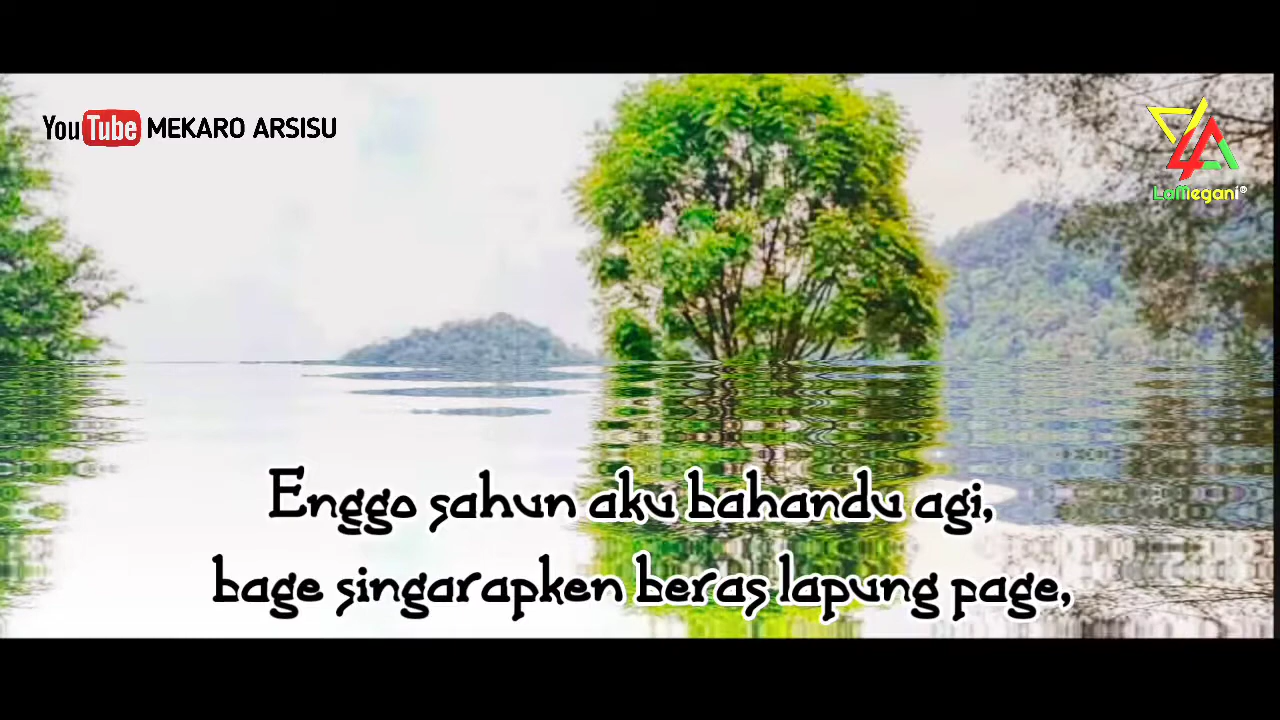 YouTube MEKARO ARSISU
LaMegani®
Enggo sahun aku bahandu agi,
bage singarapken beras lapung page,